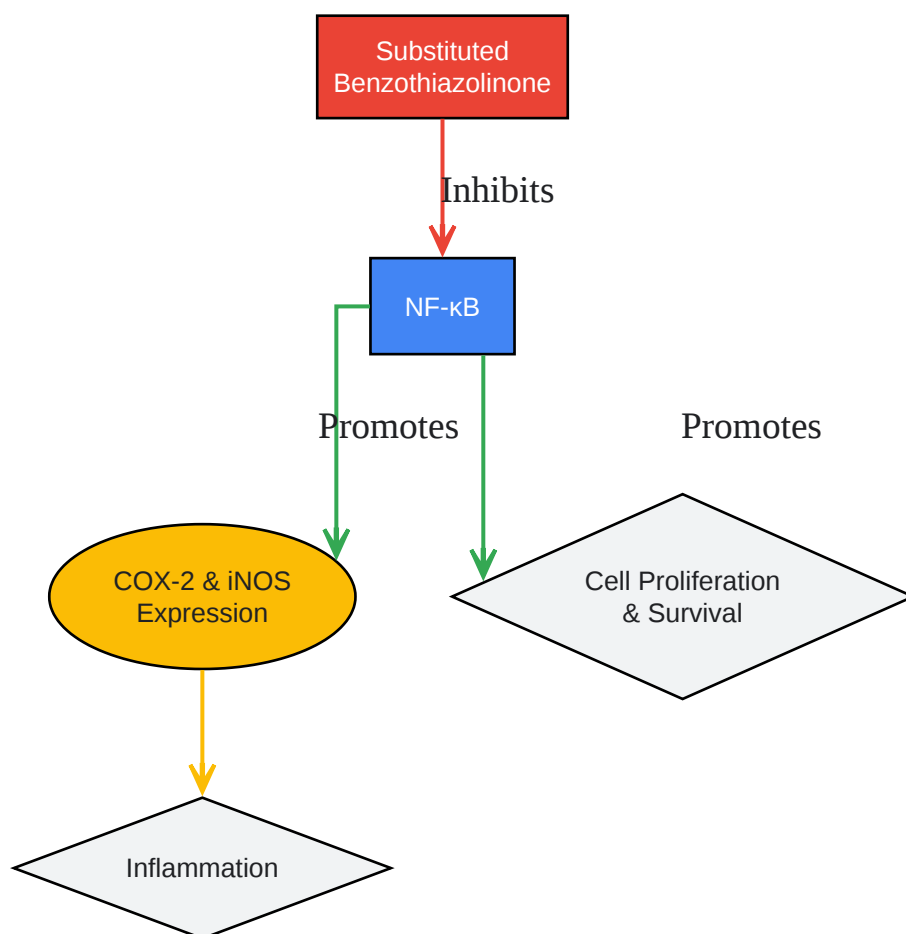 Substituted
Benzothiazolinone
Inhibits
NF-κB
Promotes
Promotes
COX-2 & iNOS
Expression
Cell Proliferation
& Survival
Inflammation